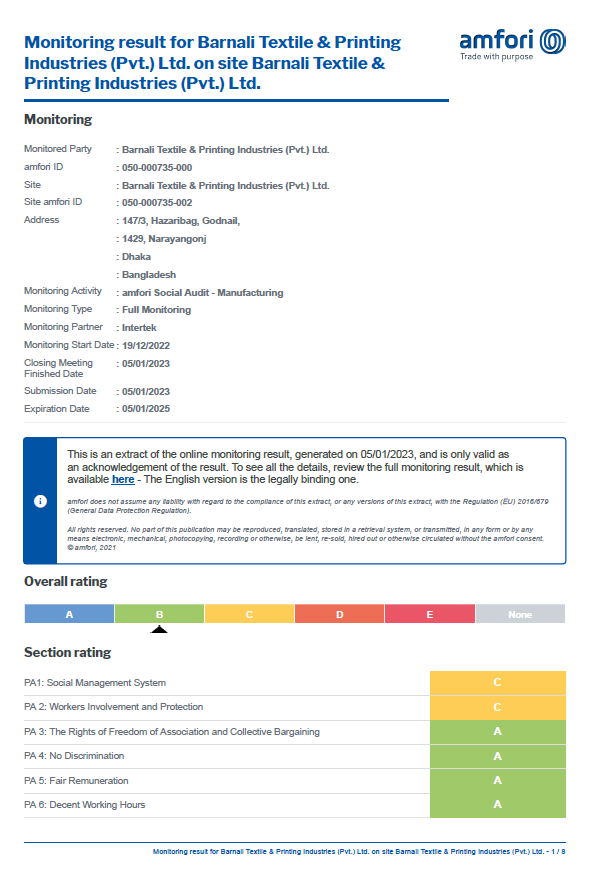 Monitoring result for Barnali Textile & Printing
Industries (Pvt.) Ltd. on site Barnali Textile &
Printing Industries (Pvt.) Ltd.
amfori
Trade with purpose
Monitoring
Monitored Party : Barnali Textile & Printing Industries (Pvt.) Ltd.
amfori ID : 050-000735-000
Site : Barnali Textile & Printing Industries (Pvt.) Ltd.
Site amfori ID : 050-000735-002
Address : 147/3, Hazaribag, Godnail,
: 1429, Narayangonj
: Dhaka
: Bangladesh
Monitoring Activity : amfori Social Audit - Manufacturing
Monitoring Type : Full Monitoring
Monitoring Partner : Intertek
Monitoring Start Date : 19/12/2022
Closing Meeting : 05/01/2023
Finished Date
Submission Date : 05/01/2023
Expiration Date : 05/01/2025
This is an extract of the online monitoring result, generated on 05/01/2023, and is only valid as
an acknowledgement of the result. To see all the details, review the full monitoring result, which is
available here - The English version is the legally binding one.
amfori does not assume any liability with regard to the compliance of this extract, or any versions of this extract, with the Regulation (EU) 2016/679
(General Data Protection Regulation).
All rights reserved. No part of this publication may be reproduced, translated, stored in a retrieval system, or transmitted, in any form or by any
means electronic, mechanical, photocopying, recording or otherwise, be lent, re-sold, hired out or otherwise circulated without the amfori consent.
© amfori, 2021
Overall rating
A B C D E None
Section rating
PA1: Social Management System C
PA 2: Workers Involvement and Protection C
PA 3: The Rights of Freedom of Association and Collective Bargaining A
PA 4: No Discrimination A
PA 5: Fair Remuneration A
PA 6: Decent Working Hours A
Monitoring result for Barnali Textile & Printing Industries (Pvt.) Ltd. on site Barnali Textile & Printing Industries (Pvt.) Ltd. - 1 / 8